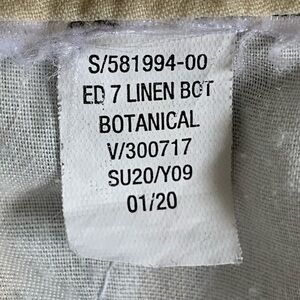 S/581994-00
ED 7 LINEN BOT
BOTANICAL
V/300717
SU20/Y09
01/20